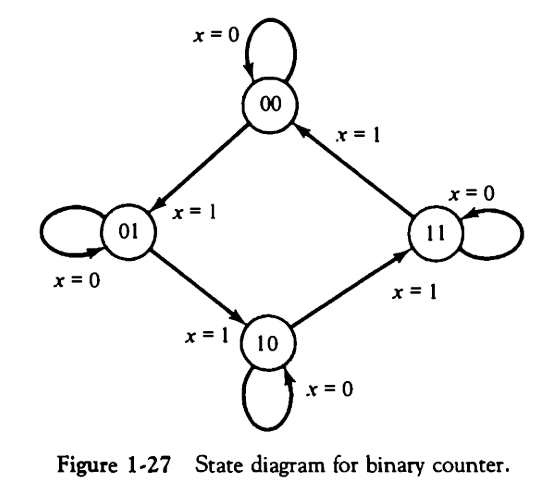 x = 0
00
x = 1
x = 0
x = 1
01
11
x = 0
x = 1
x = 1
10
x = 0
Figure 1-27 State diagram for binary counter.